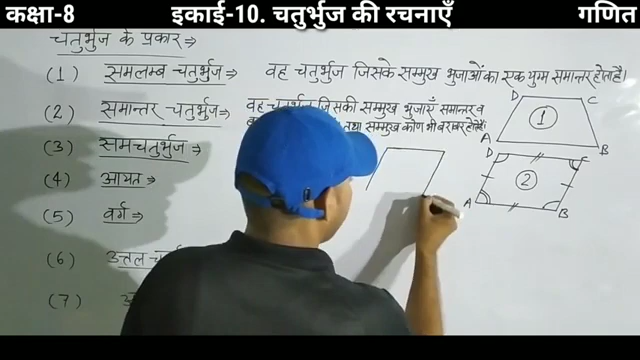 कक्षा-8 इकाई-10. चतुर्भुज की रचनाएँ गणित
चतुर्भुज के प्रकार⇒
(1) समलम्ब चतुर्भुज⇒ वह चतुर्भुज जिसके सम्मुख भुजाओं का एक युग्म समान्तर होता है।
(2) समान्तर चतुर्भुज⇒ वह चतुर्भुज जिसकी सम्मुख भुजाएँ समान्तर व
तथा सम्मुख कोण भी बराबर होते हैं।
(3) समचतुर्भुज⇒
(4) आयत⇒
(5) वर्ग⇒
(6) उत्तल
(7)
D C
1
A B
D C
2
A B